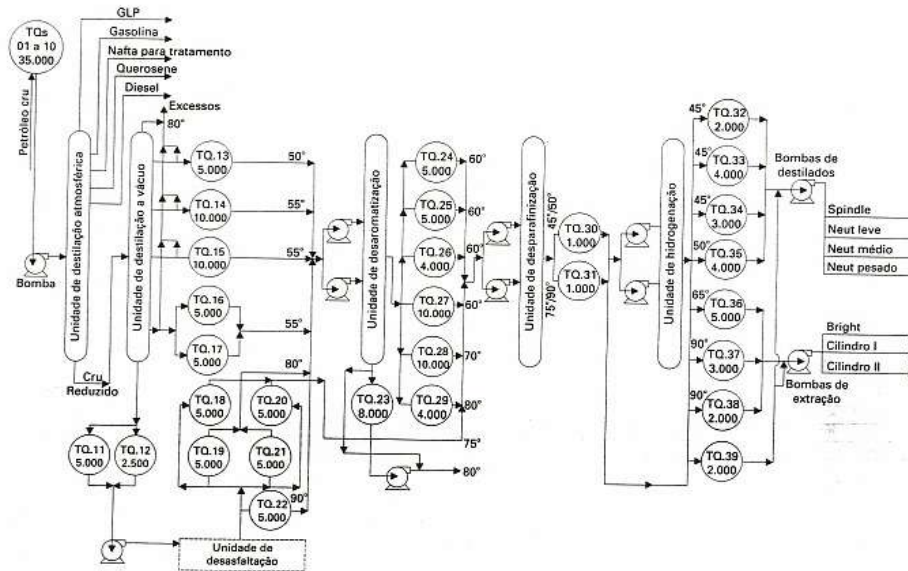 GLP
Gasolina
Nafta para tratamento
Querosene
Diesel
Excessos
80°
TQs
01 a 10
35.000
Petróleo cru
Bomba
Unidade de destilação atmosférica
Cru
Reduzido
Unidade de destilação a vácuo
TQ.13
5.000
50°
TQ.14
10.000
55°
TQ.15
10.000
55°
TQ.16
5.000
55°
TQ.17
5.000
80°
TQ.18
5.000
TQ.20
5.000
TQ.19
5.000
TQ.21
5.000
TQ.22
5.000
90°
TQ.11
5.000
TQ.12
2.500
Unidade de
desasfaltação
Unidade de desaromatização
TQ.23
8.000
TQ.24
5.000
60°
TQ.25
5.000
60°
TQ.26
4.000
60°
TQ.27
10.000
60°
TQ.28
10.000
70°
TQ.29
4.000
80°
75°
80°
Unidade de desparafinização
45°/50°
75°/90°
TQ.30
1.000
TQ.31
1.000
Unidade de hidrogenação
45°
TQ.32
2.000
45°
TQ.33
4.000
45°
TQ.34
3.000
50°
TQ.35
4.000
65°
TQ.36
5.000
90°
TQ.37
3.000
90°
TQ.38
2.000
TQ.39
2.000
Bombas de
destilados
Spindle
Neut leve
Neut médio
Neut pesado
Bright
Cilindro I
Cilindro II
Bombas de
extração